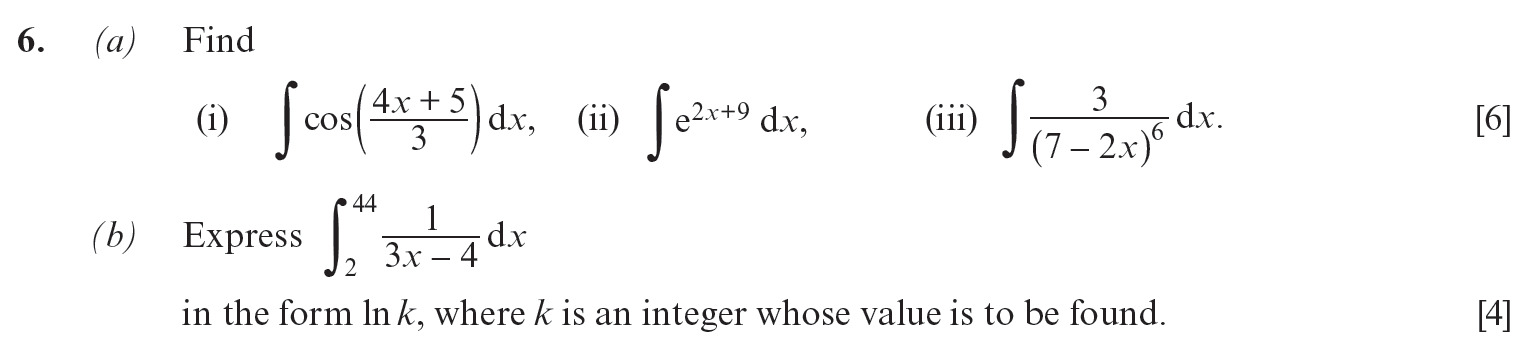 6. (a) Find
(i) ∫ cos((4x + 5)/3) dx, (ii) ∫ e^{2x+9} dx, (iii) ∫ 3/(7 – 2x)^6 dx. [6]
(b) Express ∫_2^{44} 1/(3x – 4) dx
in the form ln k, where k is an integer whose value is to be found. [4]